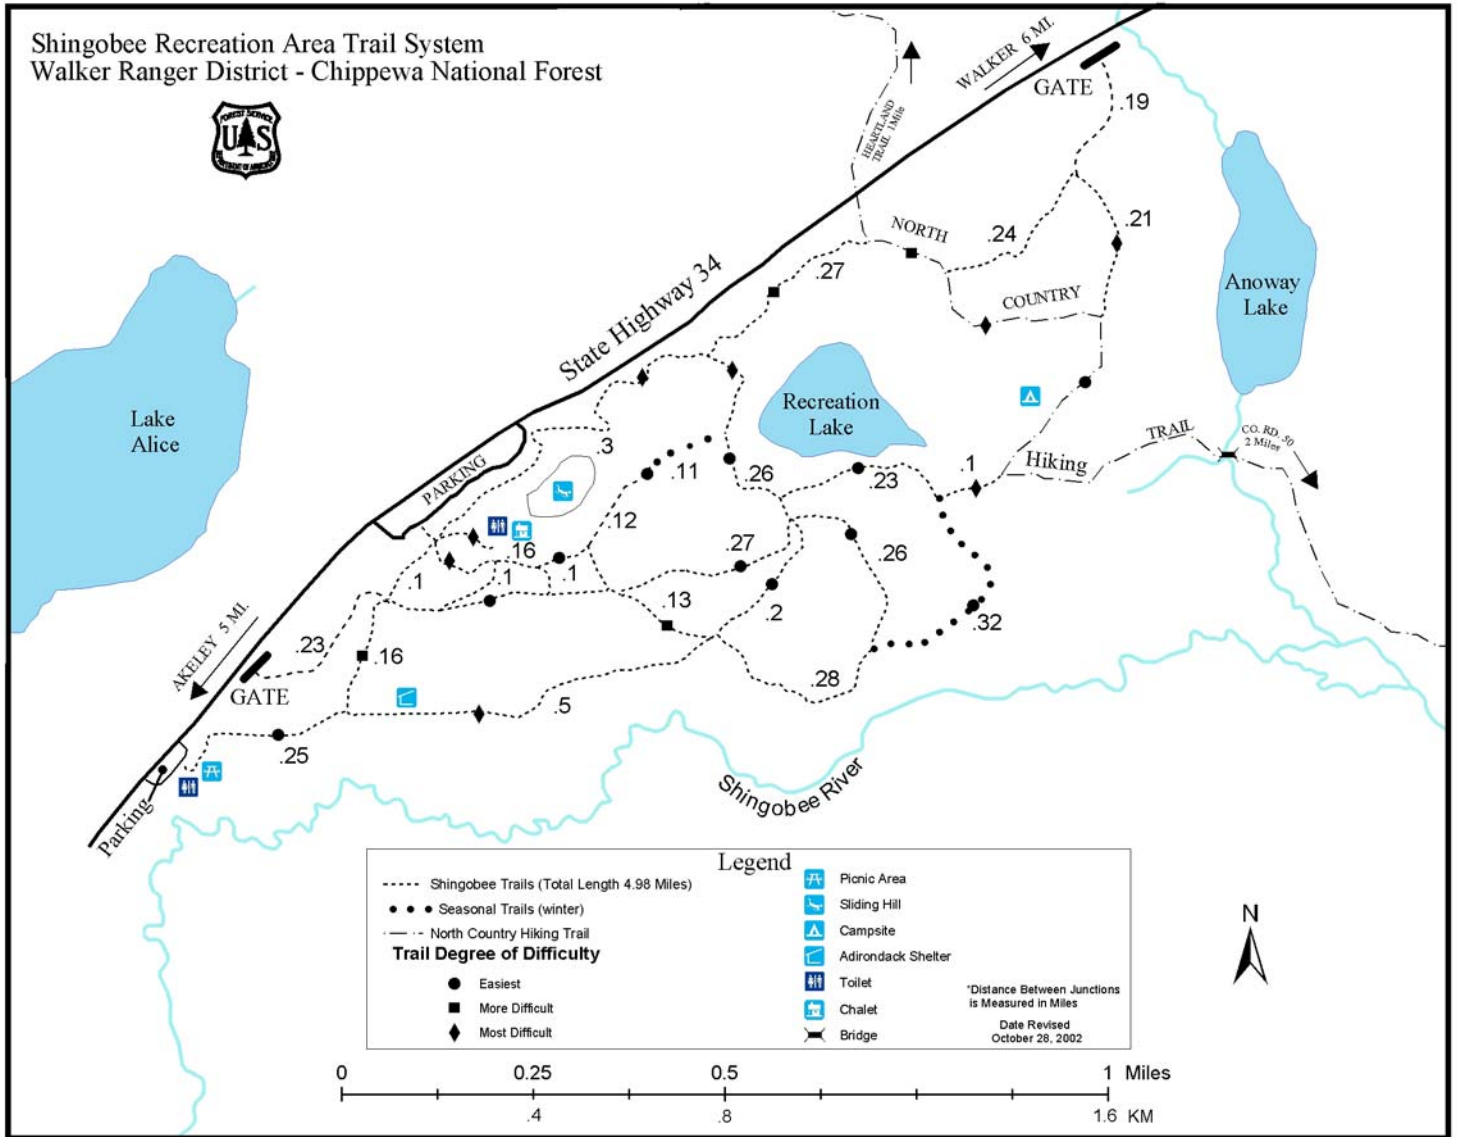 Shingobee Recreation Area Trail System
Walker Ranger District - Chippewa National Forest
FOREST SERVICE
U S
DEPARTMENT OF AGRICULTURE
WALKER 6 MI.
GATE
.19
HEARTLAND
TRAIL 1Mile
.21
NORTH
.24
.27
COUNTRY
Anoway
Lake
State Highway 34
Recreation
Lake
Lake
Alice
TRAIL
CO. RD. 50
2 Miles
Hiking
.3
.1
PARKING
.11
.26
.23
.12
.16
.27
.26
.1
.1
.1
.13
.2
.32
AKELEY 5 MI.
.23
.16
GATE
.28
.5
.25
Parking
Shingobee River
Legend
Shingobee Trails (Total Length 4.98 Miles)
Seasonal Trails (winter)
North Country Hiking Trail
Trail Degree of Difficulty
Easiest
More Difficult
Most Difficult
Picnic Area
Sliding Hill
Campsite
Adirondack Shelter
Toilet
Chalet
Bridge
*Distance Between Junctions
is Measured in Miles
Date Revised
October 28, 2002
N
0 0.25 0.5 1 Miles
.4 .8 1.6 KM